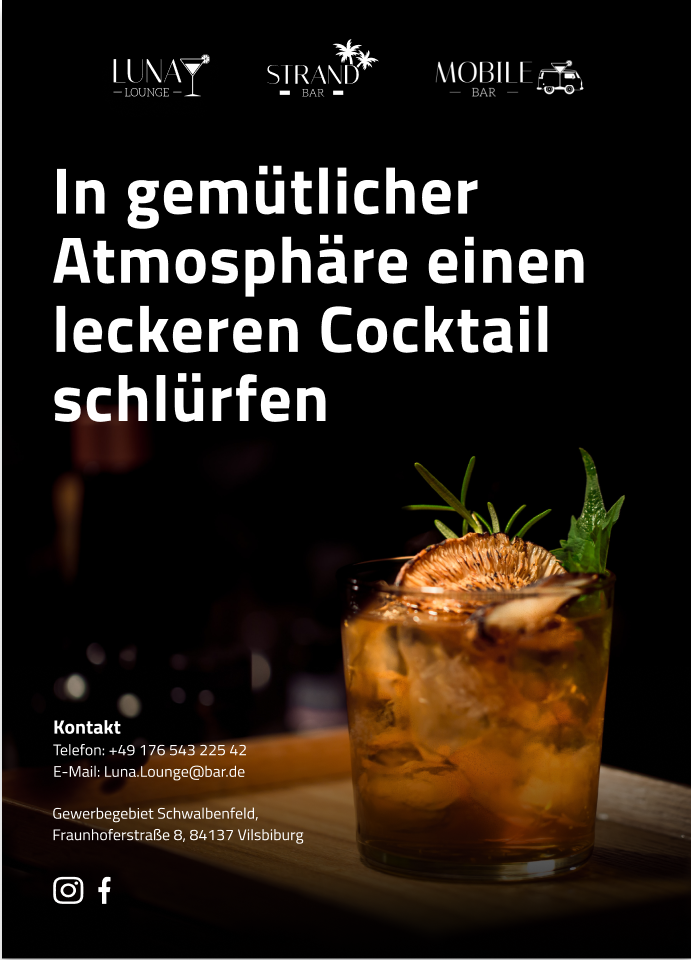 LUNA
LOUNGE
STRAND
BAR
MOBILE
BAR
In gemütlicher
Atmosphäre einen
leckeren Cocktail
schlürfen
Kontakt
Telefon: +49 176 543 225 42
E-Mail: Luna.Lounge@bar.de
Gewerbegebiet Schwalbenfeld,
Fraunhoferstraße 8, 84137 Vilsbiburg